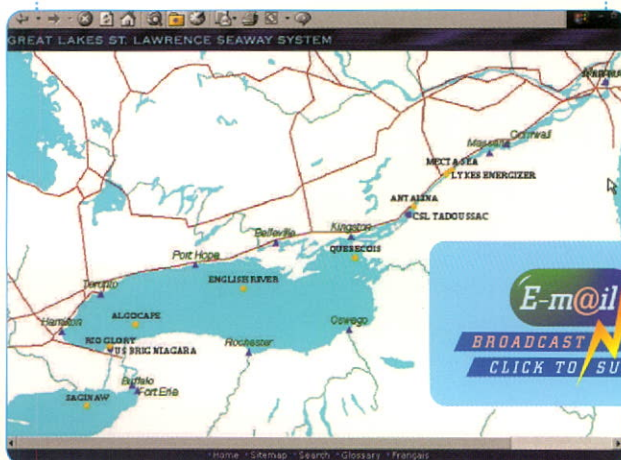 GREAT LAKES ST. LAWRENCE SEAWAY SYSTEM
Cornwall
Massena
MECTA SEA
LYKES ENERGIZER
ANTALINA
CSL TADOUSSAC
Kingston
Belleville
QUEBECOIS
Port Hope
ENGLISH RIVER
Toronto
ALGOCAPE
Hamilton
Oswego
RIO GLORY
US BRIG NIAGARA
Rochester
Buffalo
Fort Erie
SAGINAW
E-m@il
BROADCAST
CLICK TO SU
Home Sitemap Search Glossary Français